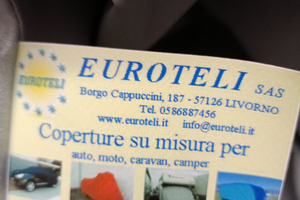 EUROTELI
EUROTELI SAS
Borgo Cappuccini, 187 - 57126 LIVORNO
Tel. 0586887456
www.euroteli.it info@euroteli.it
Coperture su misura per
auto, moto, caravan, camper